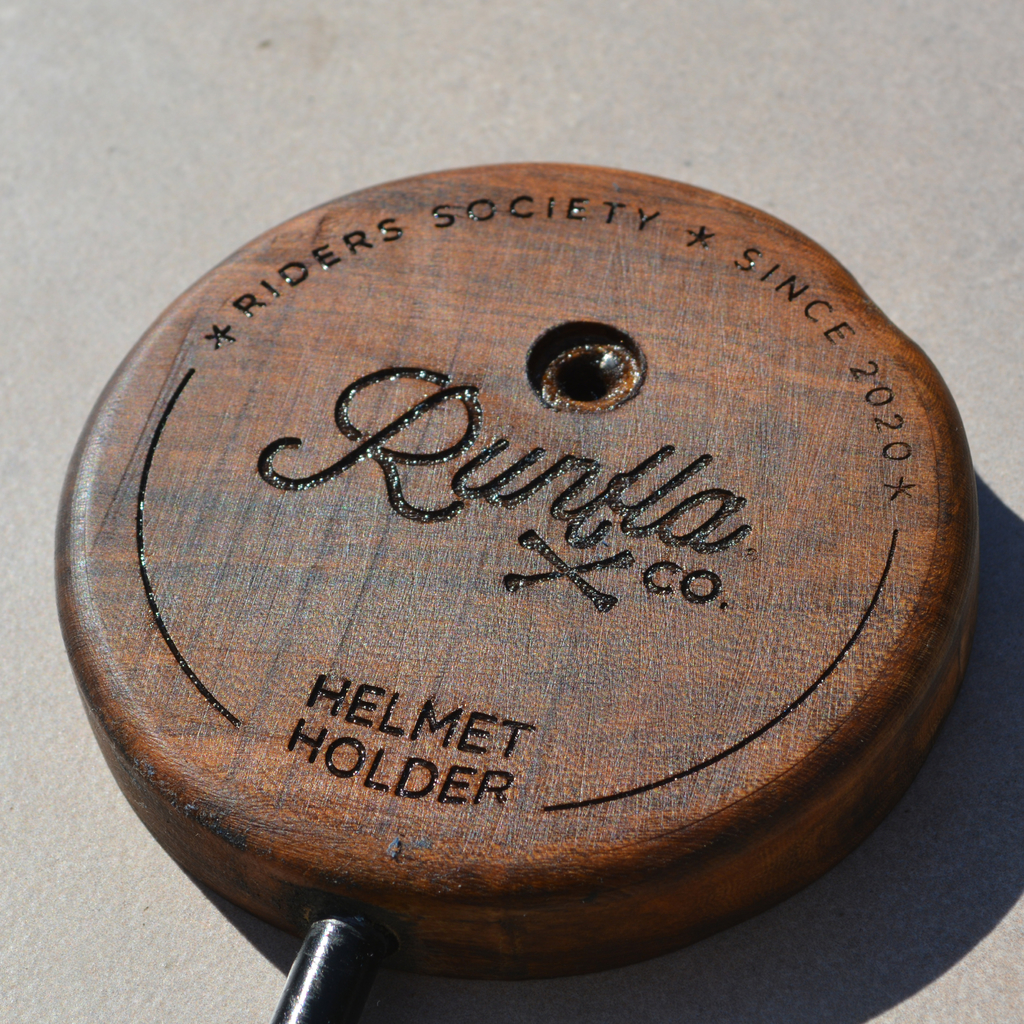 * RIDERS SOCIETY * SINCE 2020 *
Runfla
CO.
HELMET
HOLDER